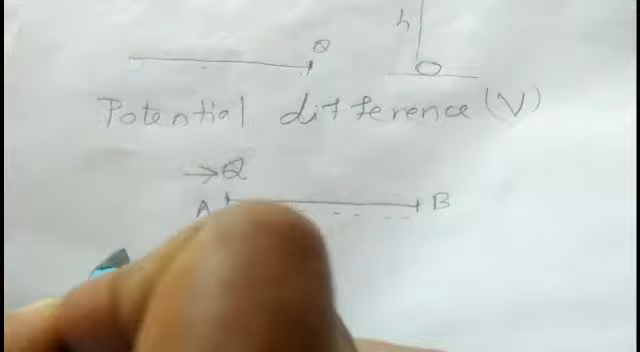 h
Q
Potential difference (V)
→ Q
A B